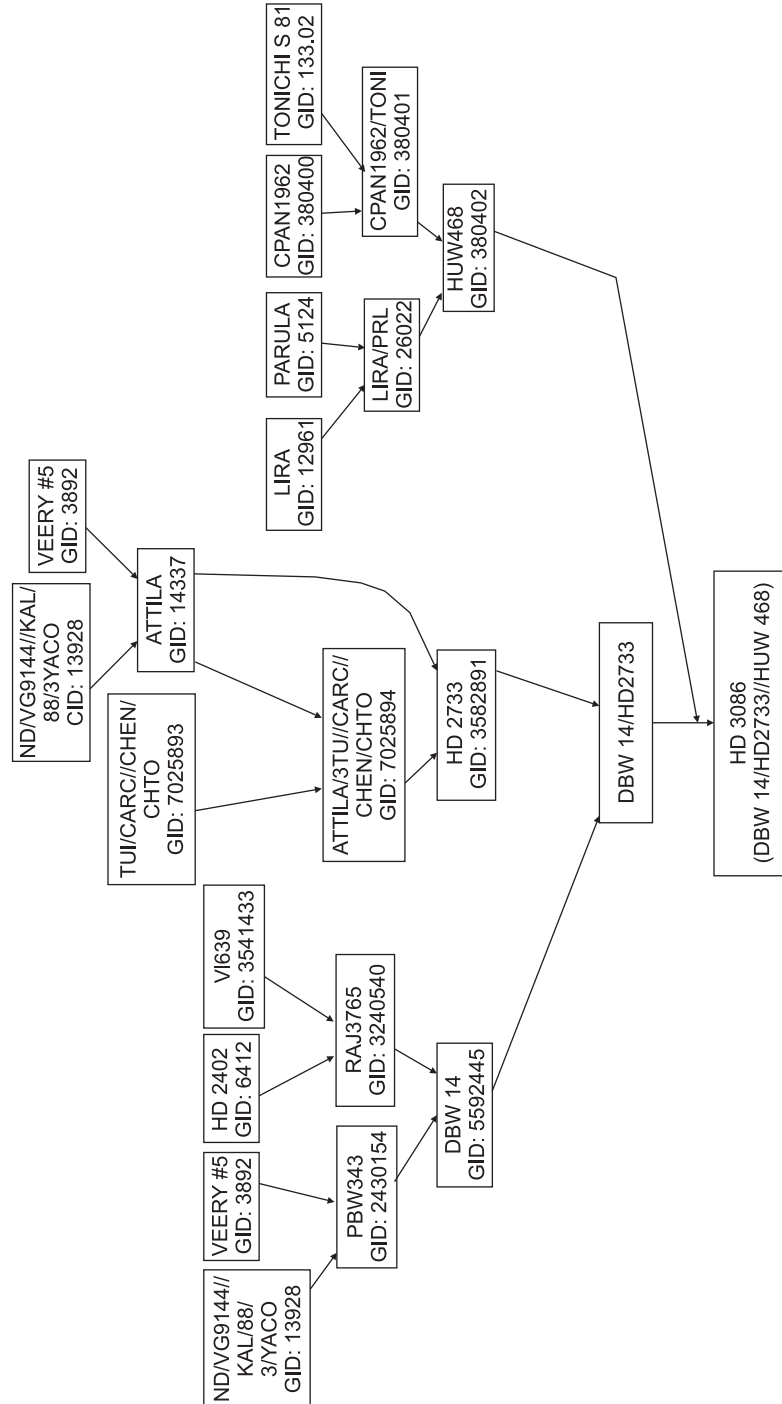 ND/VG9144//KAL/
88/3YACO
CID: 13928
VEERY #5
GID: 3892
TUI/CARC//CHEN/
CHTO
GID: 7025893
ATTILA
GID: 14337
ND/VG9144//
KAL/88/
3/YACO
GID: 13928
VEERY #5
GID: 3892
HD 2402
GID: 6412
VI639
GID: 3541433
LIRA
GID: 12961
PARULA
GID: 5124
CPAN1962
GID: 380400
TONICHI S 81
GID: 133.02
PBW343
GID: 2430154
RAJ3765
GID: 3240540
ATTILA/3TU//CARC//
CHEN/CHTO
GID: 7025894
LIRA/PRL
GID: 26022
CPAN1962/TONI
GID: 380401
DBW 14
GID: 5592445
HD 2733
GID: 3582891
HUW468
GID: 380402
DBW 14/HD2733
HD 3086
(DBW 14/HD2733//HUW 468)